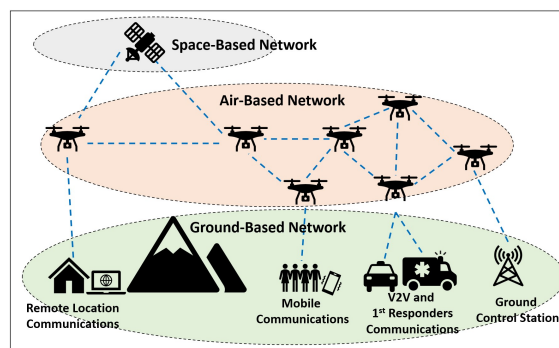 Space-Based Network
Air-Based Network
Ground-Based Network
Remote Location
Communications
Mobile
Communications
V2V and
1st Responders
Communications
Ground
Control Station